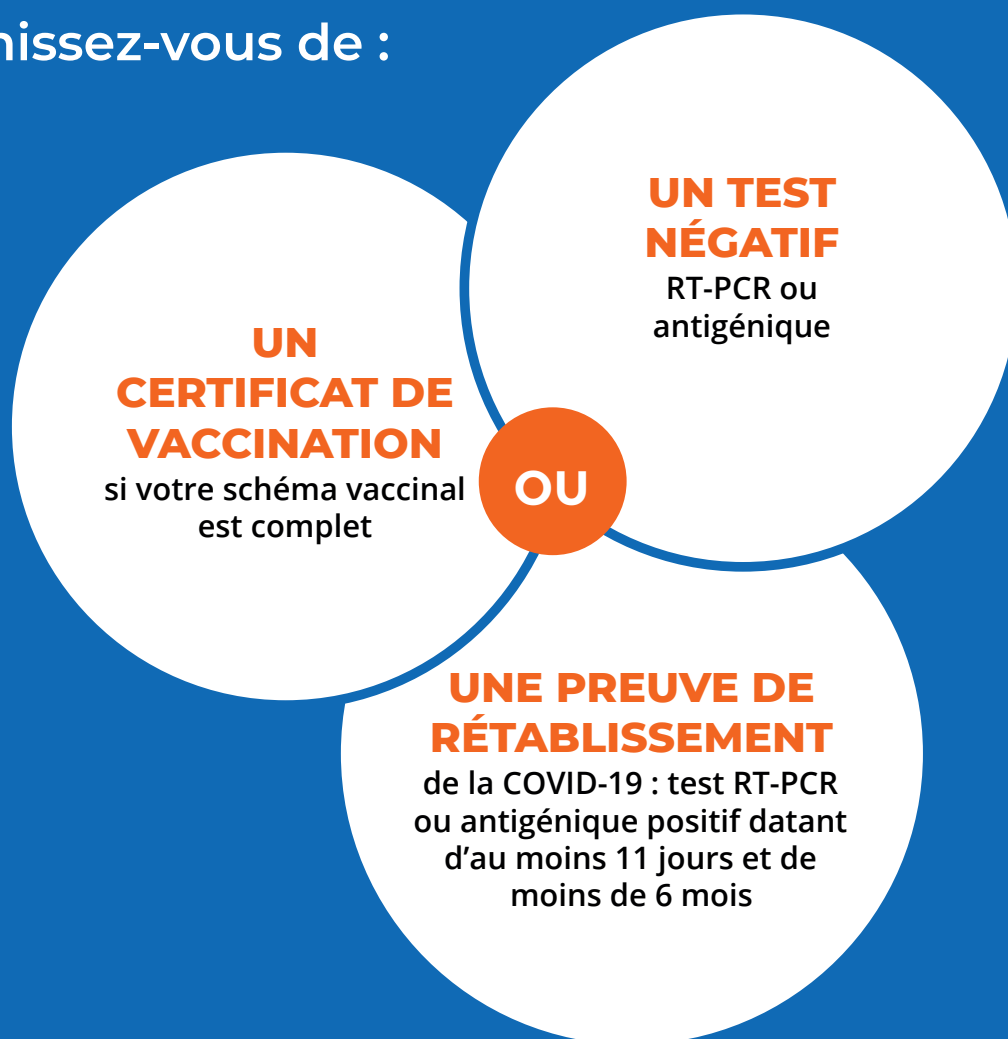 nissez-vous de :
UN
CERTIFICAT DE
VACCINATION
si votre schéma vaccinal
est complet
OU
UN TEST
NÉGATIF
RT-PCR ou
antigénique
UNE PREUVE DE
RÉTABLISSEMENT
de la COVID-19 : test RT-PCR
ou antigénique positif datant
d’au moins 11 jours et de
moins de 6 mois